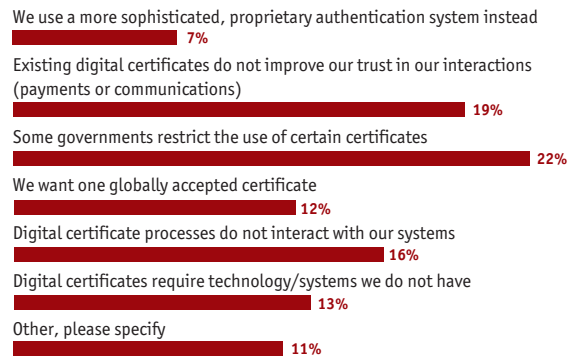 We use a more sophisticated, proprietary authentication system instead
7%
Existing digital certificates do not improve our trust in our interactions
(payments or communications)
19%
Some governments restrict the use of certain certificates
22%
We want one globally accepted certificate
12%
Digital certificate processes do not interact with our systems
16%
Digital certificates require technology/systems we do not have
13%
Other, please specify
11%